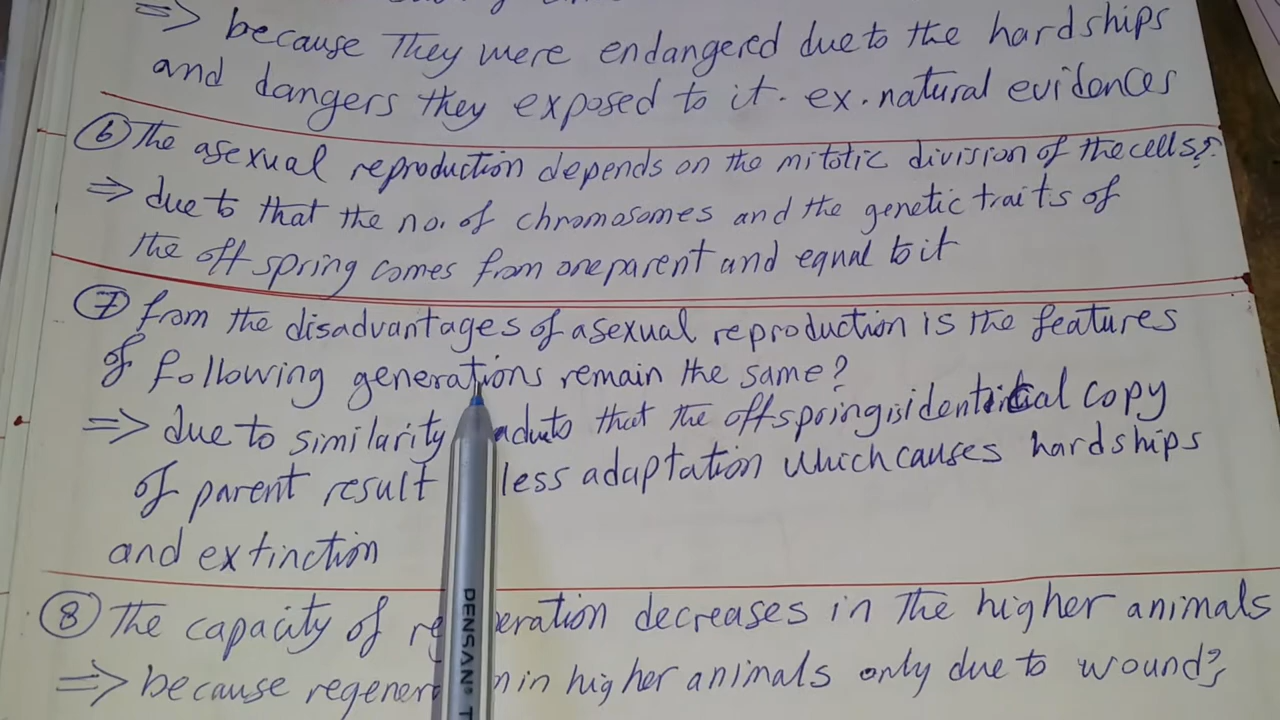 => because They were endangered due to the hardships
and dangers they exposed to it. ex. natural evidences
⑥ The asexual reproduction depends on the mitotic division of the cells?
=> due to that the no. of chromosomes and the genetic traits of
the off spring comes from one parent and equal to it
⑦ from the disadvantages of asexual reproduction is the features
of following generations remain the same?
=> due to similarity that the offspring is identical copy
of parent result less adaptation which causes hardships
and extinction
⑧ The capacity of decreases in the higher animals
=> because in higher animals only due to wound
PENSAN